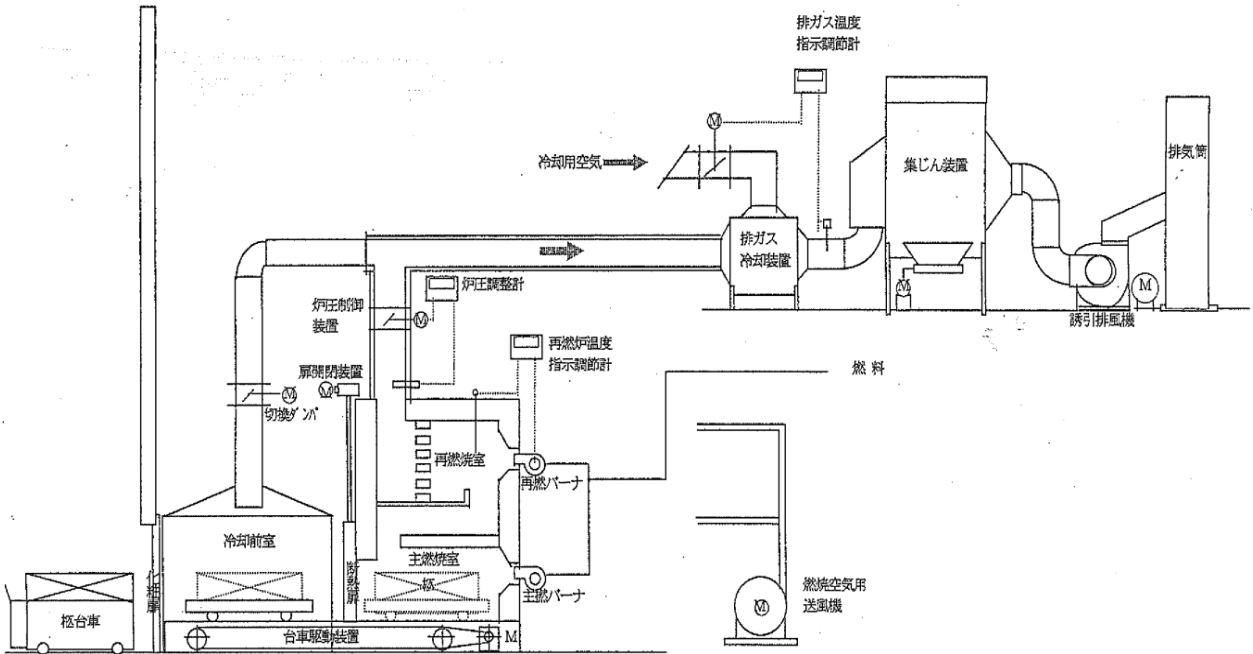 排ガス温度
指示調節計
M
冷却用空気
集じん装置
排気筒
排ガス
冷却装置
M
M
誘引排風機
炉圧調整計
炉圧制御
装置
M
再燃炉温度
指示調節計
燃料
扉開閉装置
M
M
切換ダンパ
再燃焼室
再燃バーナ
冷却前室
主燃焼室
断熱扉
柩
主燃バーナ
燃焼空気用
送風機
M
柩台車
台車駆動装置
M